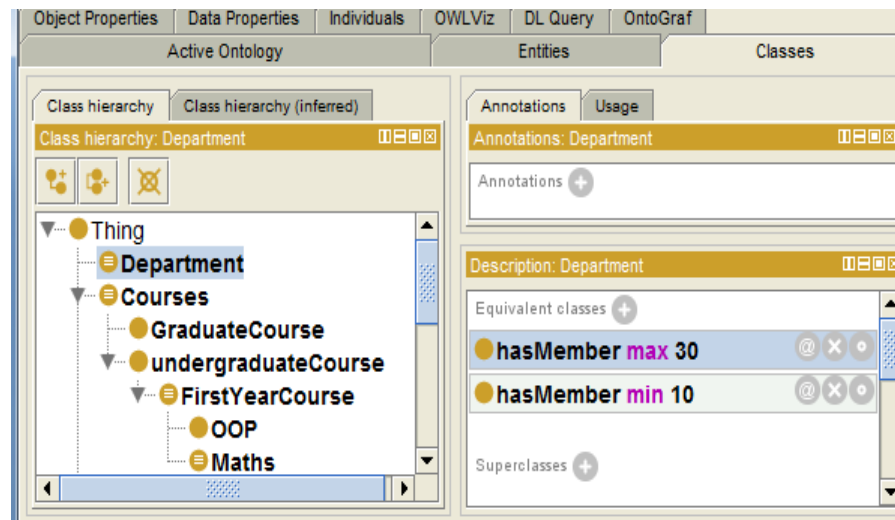 Object Properties Data Properties Individuals OWLViz DL Query OntoGraf
Active Ontology Entities Classes
Class hierarchy Class hierarchy (inferred)
Class hierarchy: Department
Thing
Department
Courses
GraduateCourse
undergraduateCourse
FirstYearCourse
OOP
Maths
Annotations Usage
Annotations: Department
Annotations
Description: Department
Equivalent classes
hasMember max 30
hasMember min 10
Superclasses